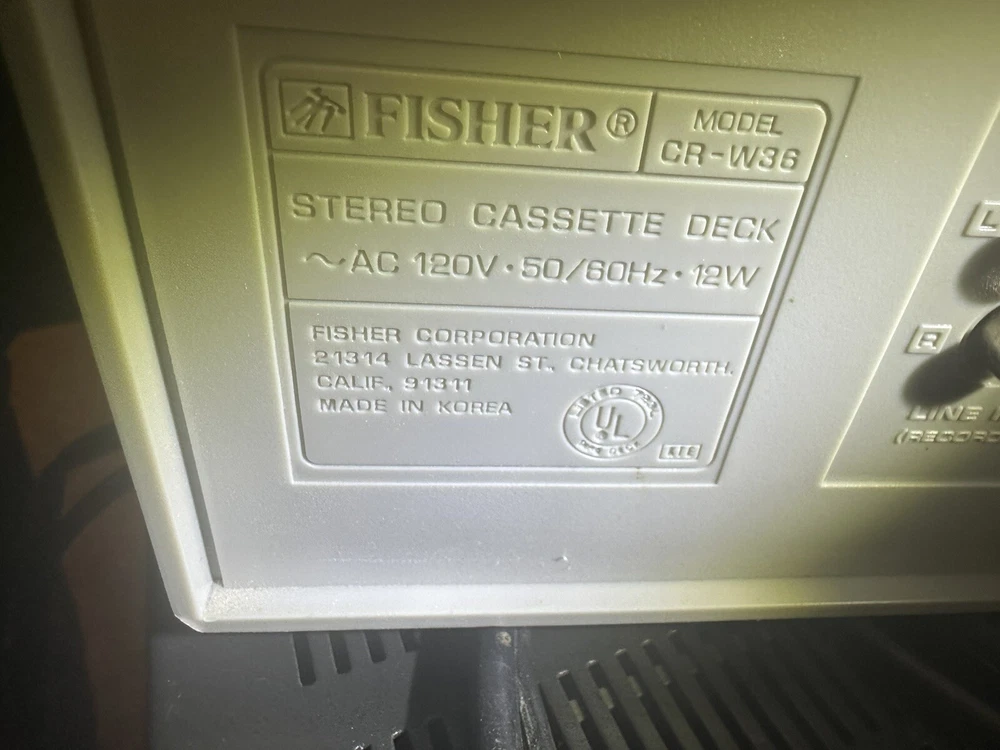 FISHER®
MODEL
CR-W36
STEREO CASSETTE DECK
~AC 120V · 50/60Hz · 12W
FISHER CORPORATION
21314 LASSEN ST., CHATSWORTH.
CALIF., 91311
MADE IN KOREA
LISTED
UL
L
R
LINE